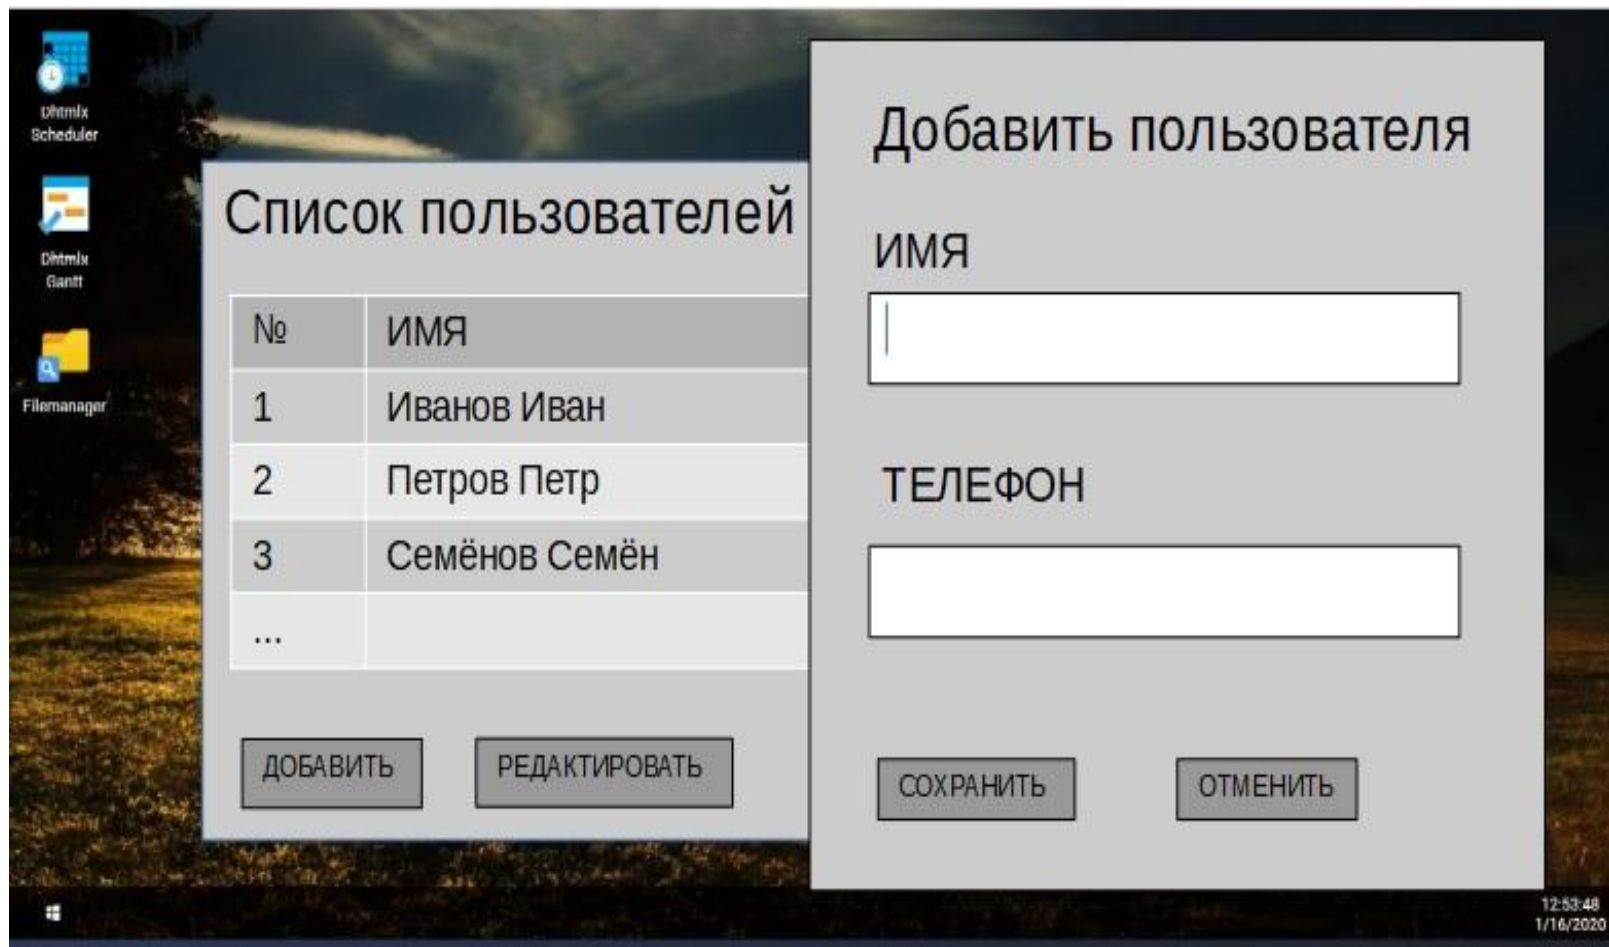 Dhtmlx
Scheduler
Dhtmlx
Gantt
Filemanager
Список пользователей
№ ИМЯ
1 Иванов Иван
2 Петров Петр
3 Семёнов Семён
...
ДОБАВИТЬ РЕДАКТИРОВАТЬ
Добавить пользователя
ИМЯ
ТЕЛЕФОН
СОХРАНИТЬ ОТМЕНИТЬ
12:53:48
1/16/2020